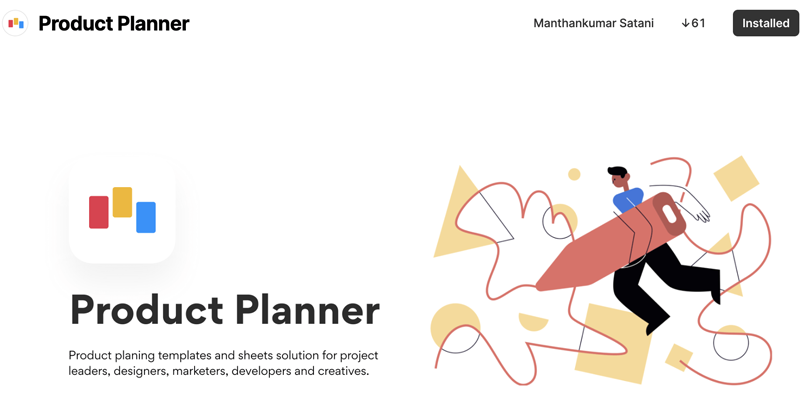 Product Planner
Manthankumar Satani
↓61
Installed
Product Planner
Product planing templates and sheets solution for project
leaders, designers, marketers, developers and creatives.